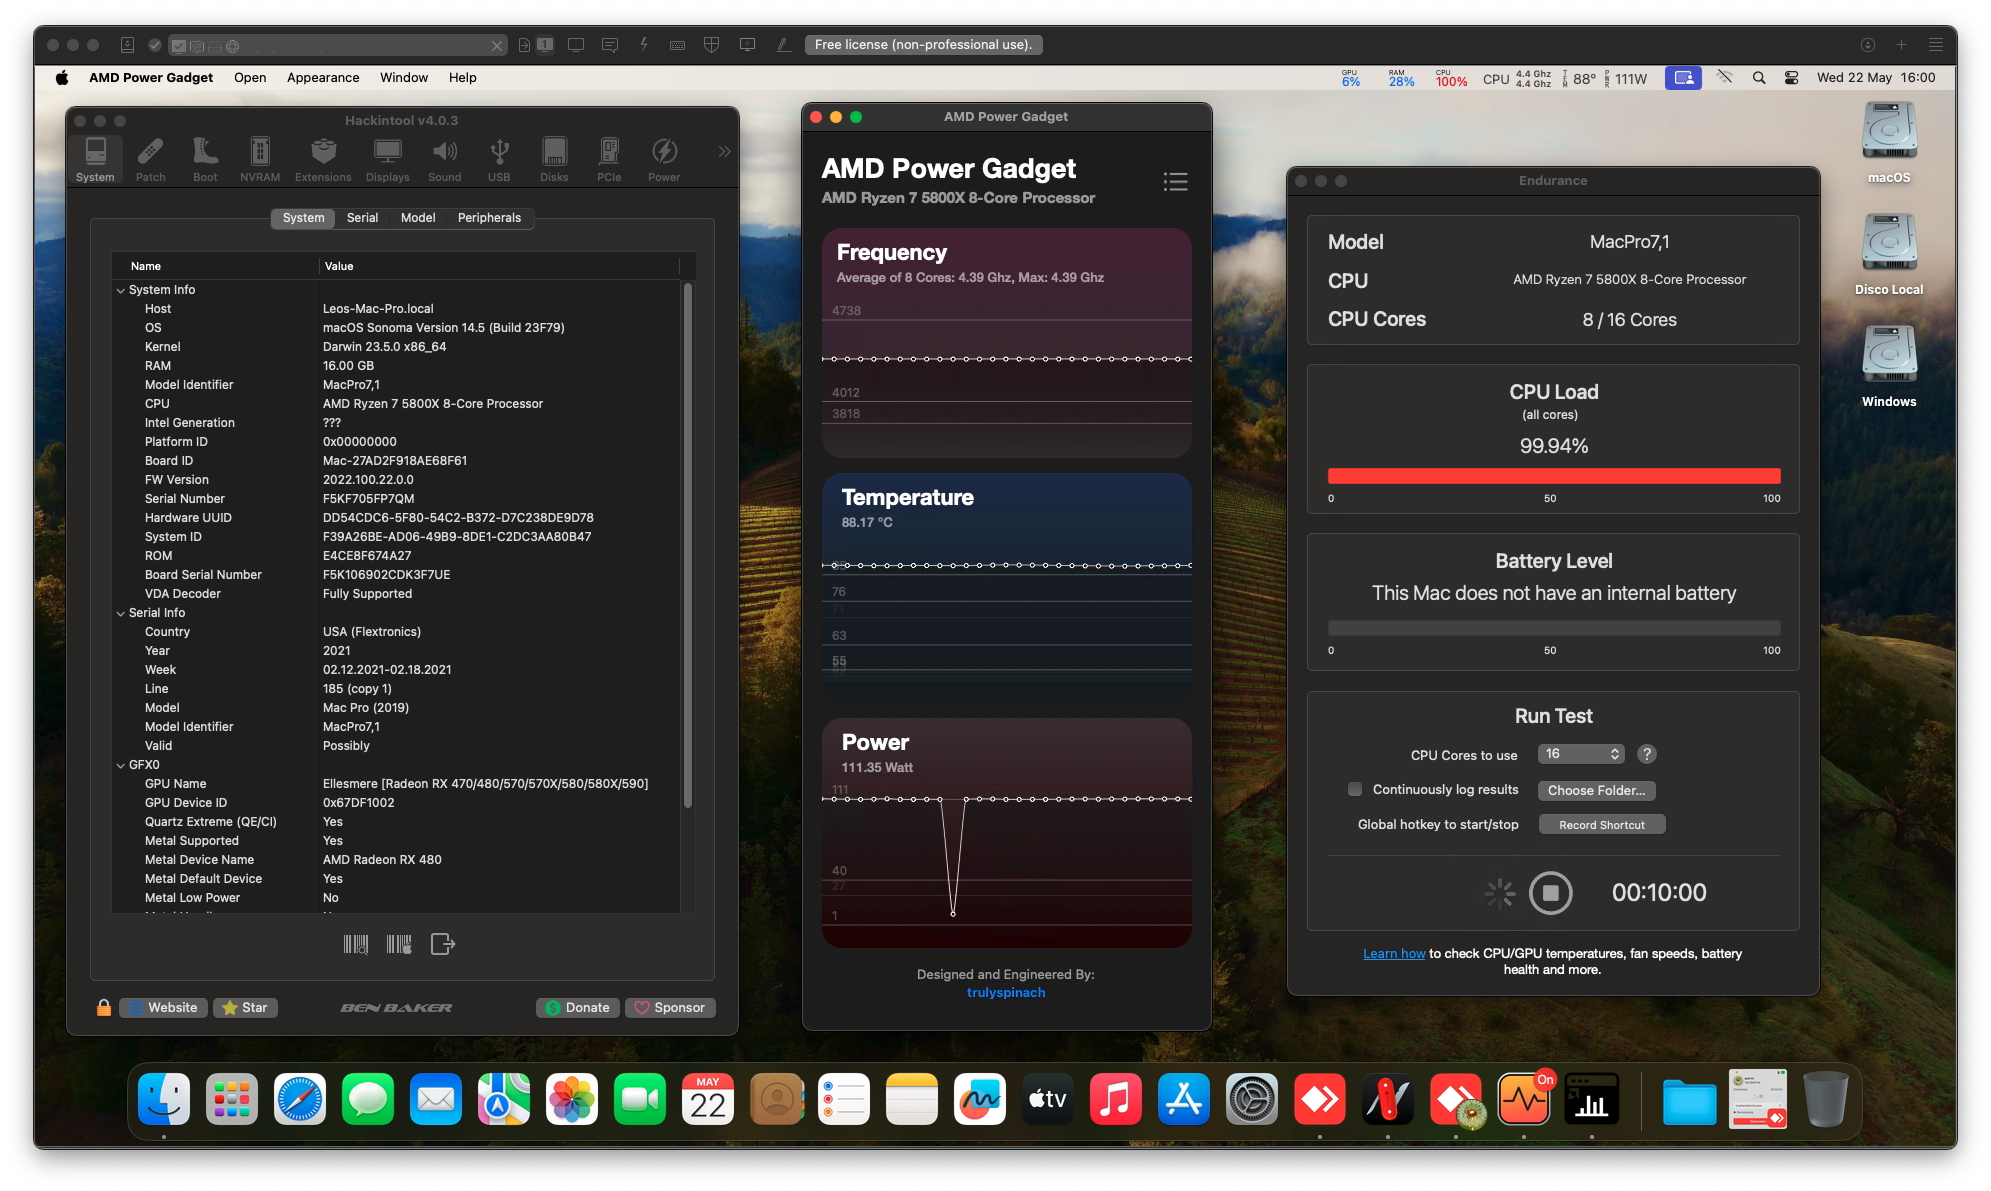 1
Free license (non-professional use).
AMD Power Gadget Open Appearance Window Help
GPU 6% RAM 28% CPU 100% CPU 4.4 Ghz 4.4 Ghz TEM 88° PWR 111W Wed 22 May 16:00
Hackintool v4.0.3
System Patch Boot NVRAM Extensions Displays Sound USB Disks PCIe Power
System Serial Model Peripherals
Name Value
System Info
Host Leos-Mac-Pro.local
OS macOS Sonoma Version 14.5 (Build 23F79)
Kernel Darwin 23.5.0 x86_64
RAM 16.00 GB
Model Identifier MacPro7,1
CPU AMD Ryzen 7 5800X 8-Core Processor
Intel Generation ???
Platform ID 0x00000000
Board ID Mac-27AD2F918AE68F61
FW Version 2022.100.22.0.0
Serial Number F5KF705FP7QM
Hardware UUID DD54CDC6-5F80-54C2-B372-D7C238DE9D78
System ID F39A26BE-AD06-49B9-8DE1-C2DC3AA80B47
ROM E4CE8F674A27
Board Serial Number F5K106902CDK3F7UE
VDA Decoder Fully Supported
Serial Info
Country USA (Flextronics)
Year 2021
Week 02.12.2021-02.18.2021
Line 185 (copy 1)
Model Mac Pro (2019)
Model Identifier MacPro7,1
Valid Possibly
GFX0
GPU Name Ellesmere [Radeon RX 470/480/570/570X/580/580X/590]
GPU Device ID 0x67DF1002
Quartz Extreme (QE/CI) Yes
Metal Supported Yes
Metal Device Name AMD Radeon RX 480
Metal Default Device Yes
Metal Low Power No
Website Star BEN BAKER Donate Sponsor
AMD Power Gadget
AMD Power Gadget
AMD Ryzen 7 5800X 8-Core Processor
Frequency
Average of 8 Cores: 4.39 Ghz, Max: 4.39 Ghz
4738
4012
3818
Temperature
88.17 °C
76
71
63
55
Power
111.35 Watt
111
40
27
1
Designed and Engineered By:
trulyspinach
Endurance
Model MacPro7,1
CPU AMD Ryzen 7 5800X 8-Core Processor
CPU Cores 8 / 16 Cores
CPU Load
(all cores)
99.94%
0 50 100
Battery Level
This Mac does not have an internal battery
0 50 100
Run Test
CPU Cores to use 16 ?
Continuously log results Choose Folder...
Global hotkey to start/stop Record Shortcut
00:10:00
Learn how to check CPU/GPU temperatures, fan speeds, battery
health and more.
macOS
Disco Local
Windows
MAY
22
tv
On